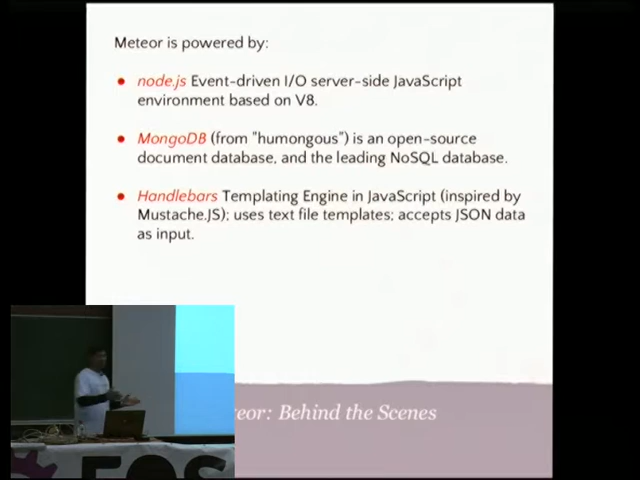 Meteor is powered by:
node.js Event-driven I/O server-side JavaScript
environment based on V8.
MongoDB (from "humongous") is an open-source
document database, and the leading NoSQL database.
Handlebars Templating Engine in JavaScript (inspired by
Mustache.JS); uses text file templates; accepts JSON data
as input.
eor: Behind the Scenes
FOS